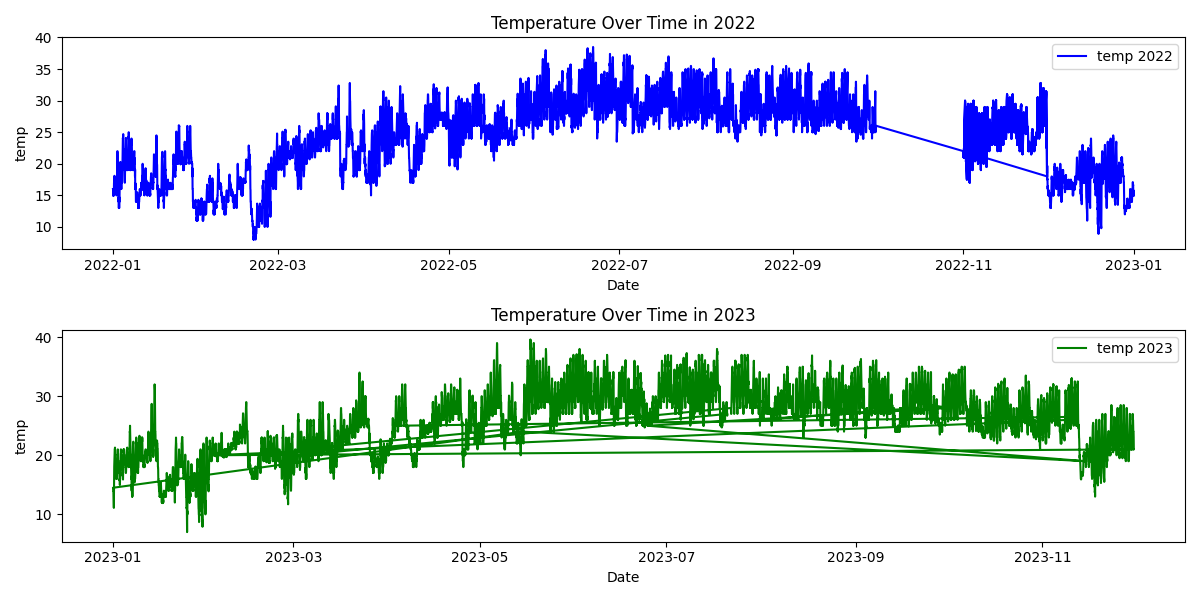 Temperature Over Time in 2022
40
35
30
25
20
15
10
temp
temp 2022
2022-01 2022-03 2022-05 2022-07 2022-09 2022-11 2023-01
Date
Temperature Over Time in 2023
40
30
20
10
temp
temp 2023
2023-01 2023-03 2023-05 2023-07 2023-09 2023-11
Date